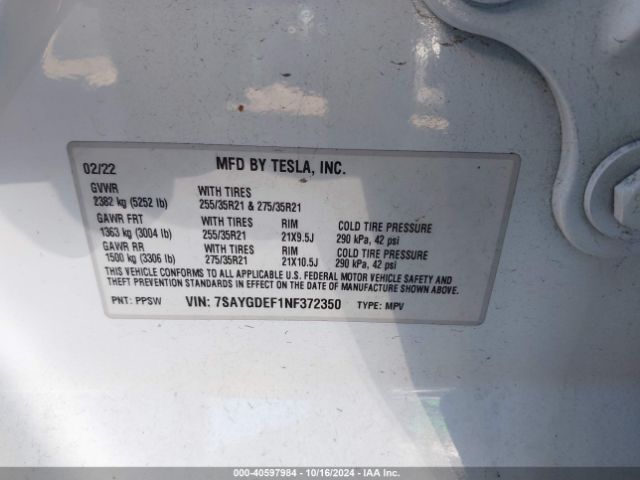 02/22 MFD BY TESLA, INC.
GVWR WITH TIRES
2382 kg (5252 lb) 255/35R21 & 275/35R21
GAWR FRT WITH TIRES RIM COLD TIRE PRESSURE
1363 kg (3004 lb) 255/35R21 21X9.5J 290 kPa, 42 psi
GAWR RR WITH TIRES RIM COLD TIRE PRESSURE
1500 kg (3306 lb) 275/35R21 21X10.5J 290 kPa, 42 psi
THIS VEHICLE CONFORMS TO ALL APPLICABLE U.S. FEDERAL MOTOR VEHICLE SAFETY AND
THEFT PREVENTION STANDARDS IN EFFECT ON THE DATE OF MANUFACTURE SHOWN ABOVE.
PNT: PPSW VIN: 7SAYGDEF1NF372350 TYPE: MPV
000-40597984 - 10/16/2024 - IAA Inc.